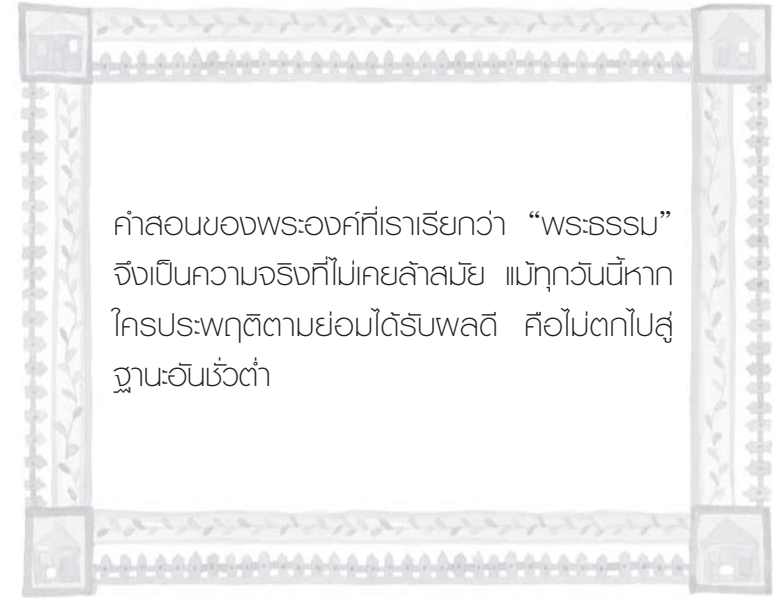 คำสอนของพระองค์ที่เราเรียกว่า “พระธรรม”
จึงเป็นความจริงที่ไม่เคยล้าสมัย แม้ทุกวันนี้หาก
ใครประพฤติตามย่อมได้รับผลดี คือไม่ตกไปสู่
ฐานะอันชั่วต่ำ